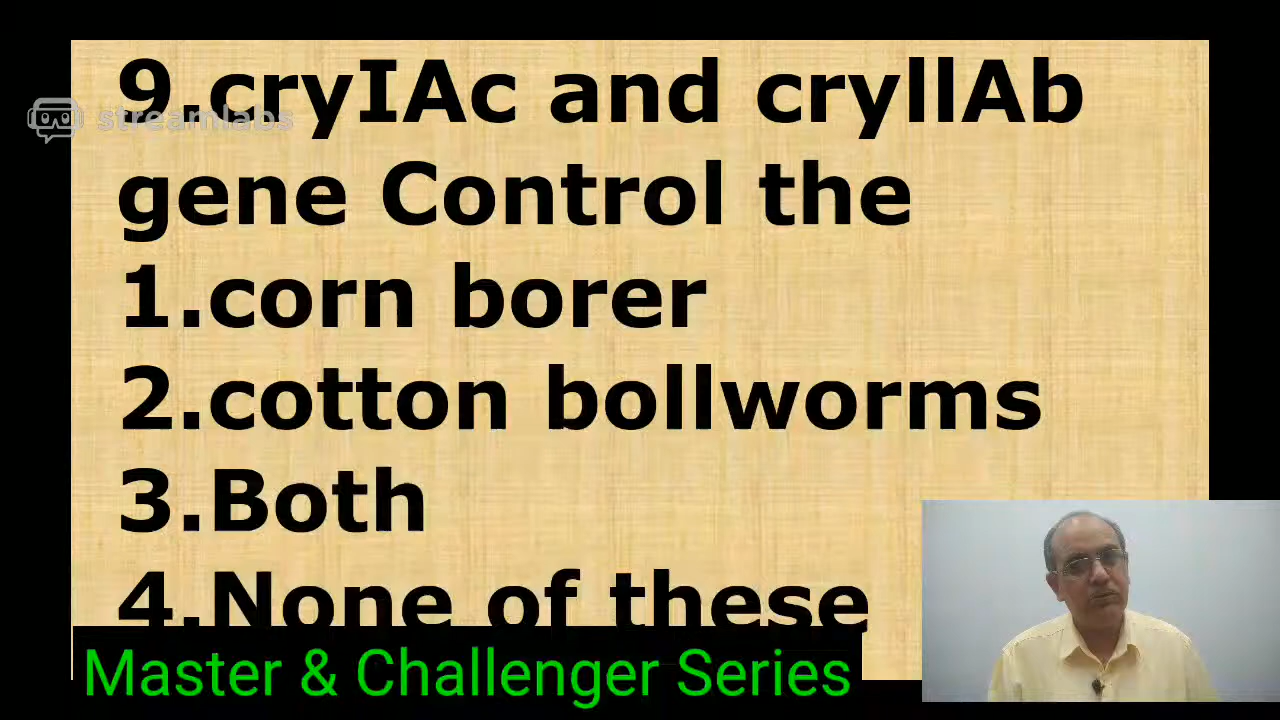 9.cryIAc and cryllAb
streamlabs
gene Control the
1.corn borer
2.cotton bollworms
3.Both
4.None of these
Master & Challenger Series